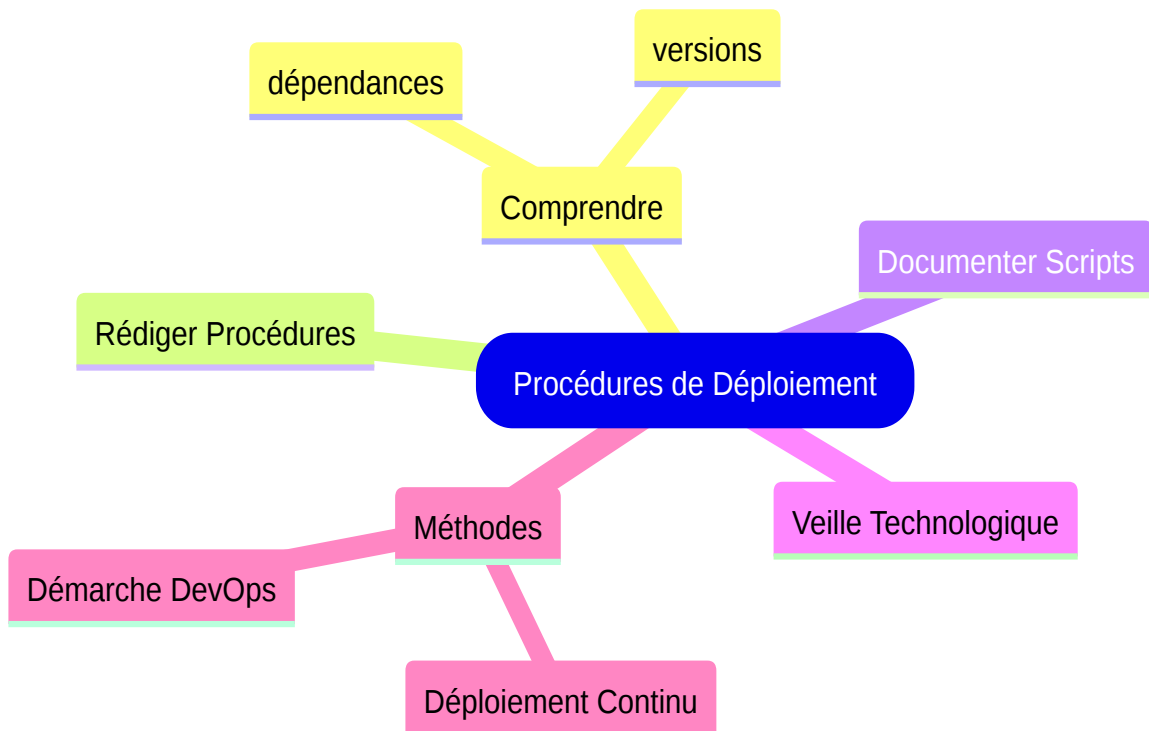 versions
dépendances
Comprendre
Documenter Scripts
Rédiger Procédures
Procédures de Déploiement
Méthodes
Veille Technologique
Démarche DevOps
Déploiement Continu